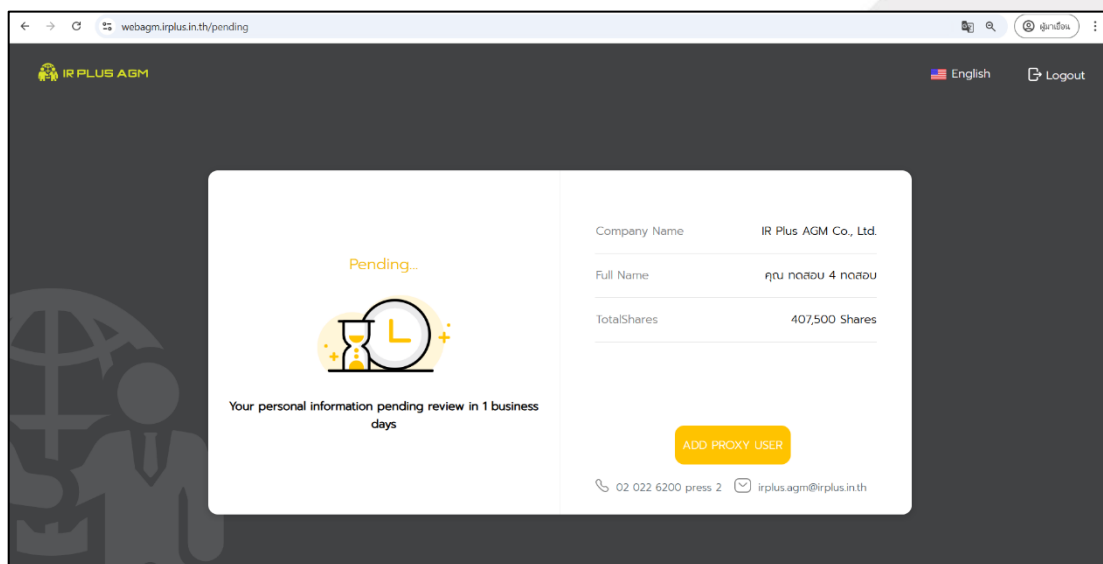 webagm.irplus.in.th/pending
ผู้มาเยือน
IR PLUS AGM
English
Logout
Pending...
Your personal information pending review in 1 business
days
Company Name IR Plus AGM Co., Ltd.
Full Name คุณ ทดสอบ 4 ทดสอบ
TotalShares 407,500 Shares
ADD PROXY USER
02 022 6200 press 2 irplus.agm@irplus.in.th